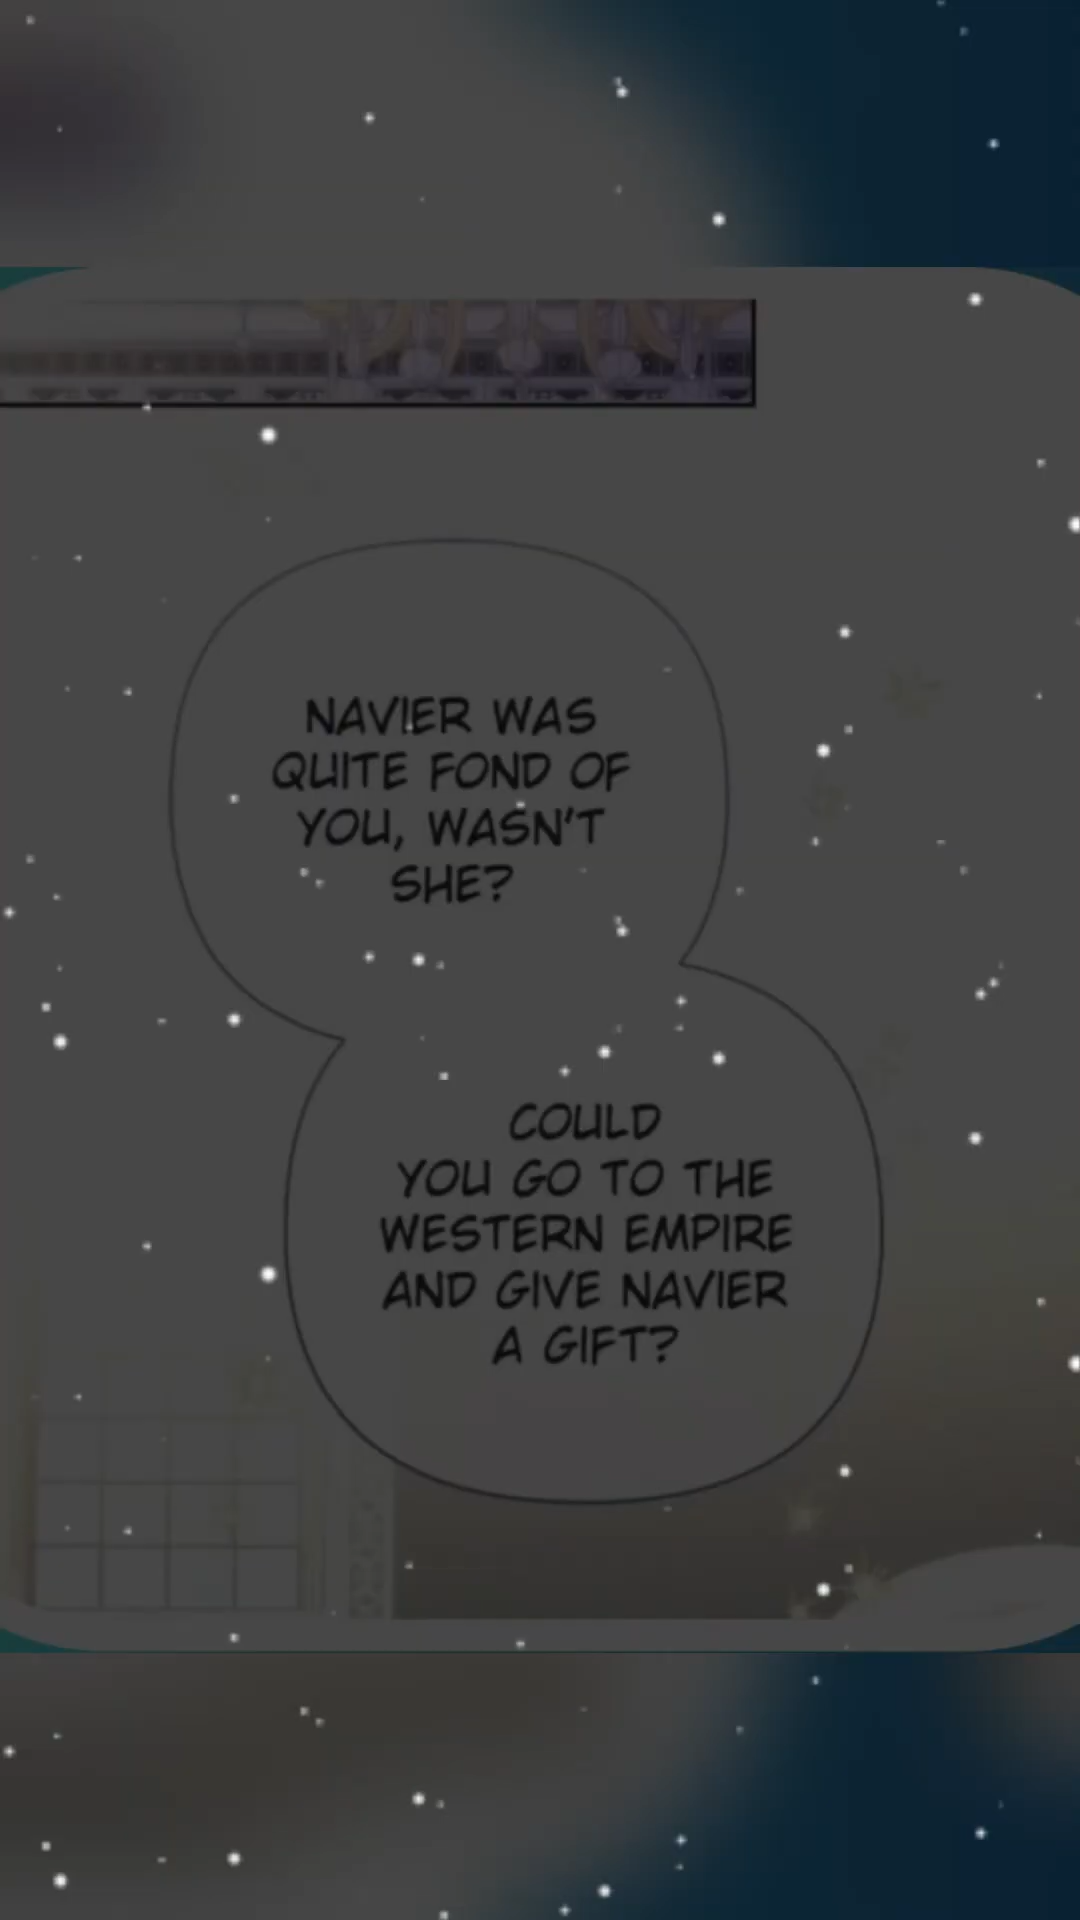 NAVIER WAS
QUITE FOND OF
YOU, WASN'T
SHE?
COULD
YOU GO TO THE
WESTERN EMPIRE
AND GIVE NAVIER
A GIFT?